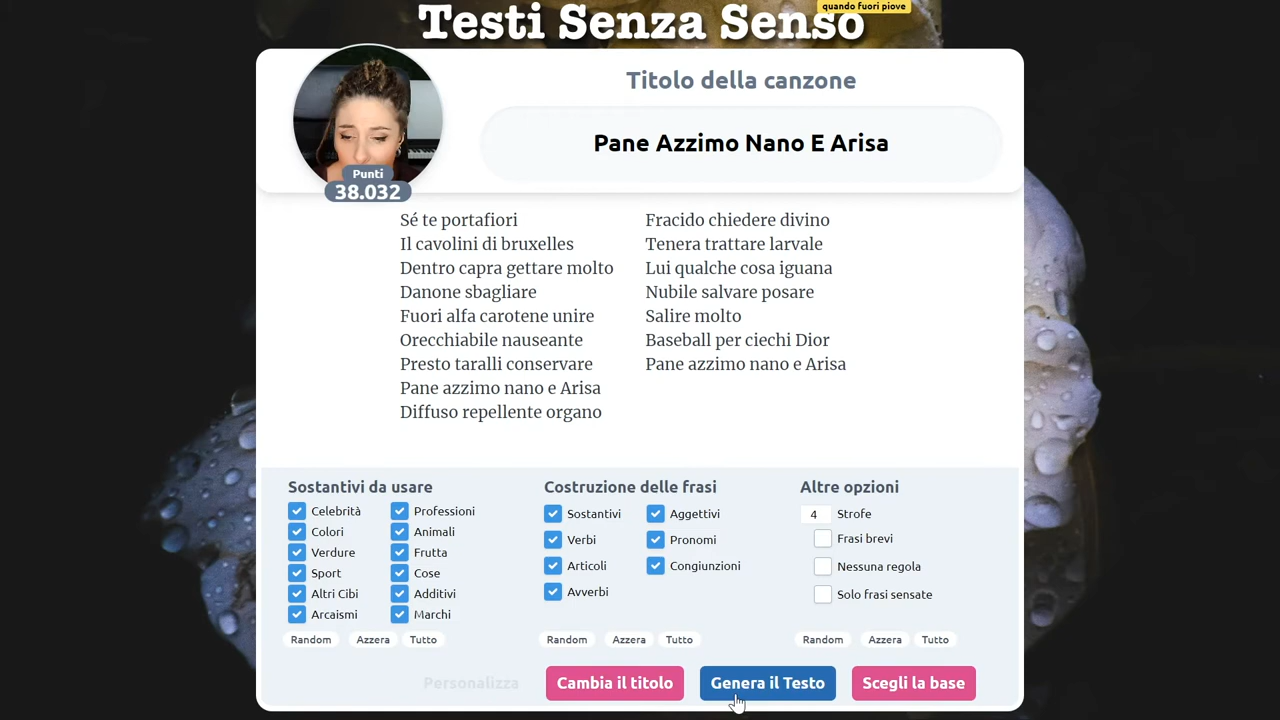 quando fuori piove
Testi Senza Senso
Titolo della canzone
Pane Azzimo Nano E Arisa
Punti
38.032
Sé te portafiori
Il cavolini di bruxelles
Dentro capra gettare molto
Danone sbagliare
Fuori alfa carotene unire
Orecchiabile nauseante
Presto taralli conservare
Pane azzimo nano e Arisa
Diffuso repellente organo
Fracido chiedere divino
Tenera trattare larvale
Lui qualche cosa iguana
Nubile salvare posare
Salire molto
Baseball per ciechi Dior
Pane azzimo nano e Arisa
Sostantivi da usare
Celebrità
Professioni
Colori
Animali
Verdure
Frutta
Sport
Cose
Altri Cibi
Additivi
Arcaismi
Marchi
Random
Azzera
Tutto
Costruzione delle frasi
Sostantivi
Aggettivi
Verbi
Pronomi
Articoli
Congiunzioni
Avverbi
Random
Azzera
Tutto
Altre opzioni
4 Strofe
Frasi brevi
Nessuna regola
Solo frasi sensate
Random
Azzera
Tutto
Personalizza
Cambia il titolo
Genera il Testo
Scegli la base